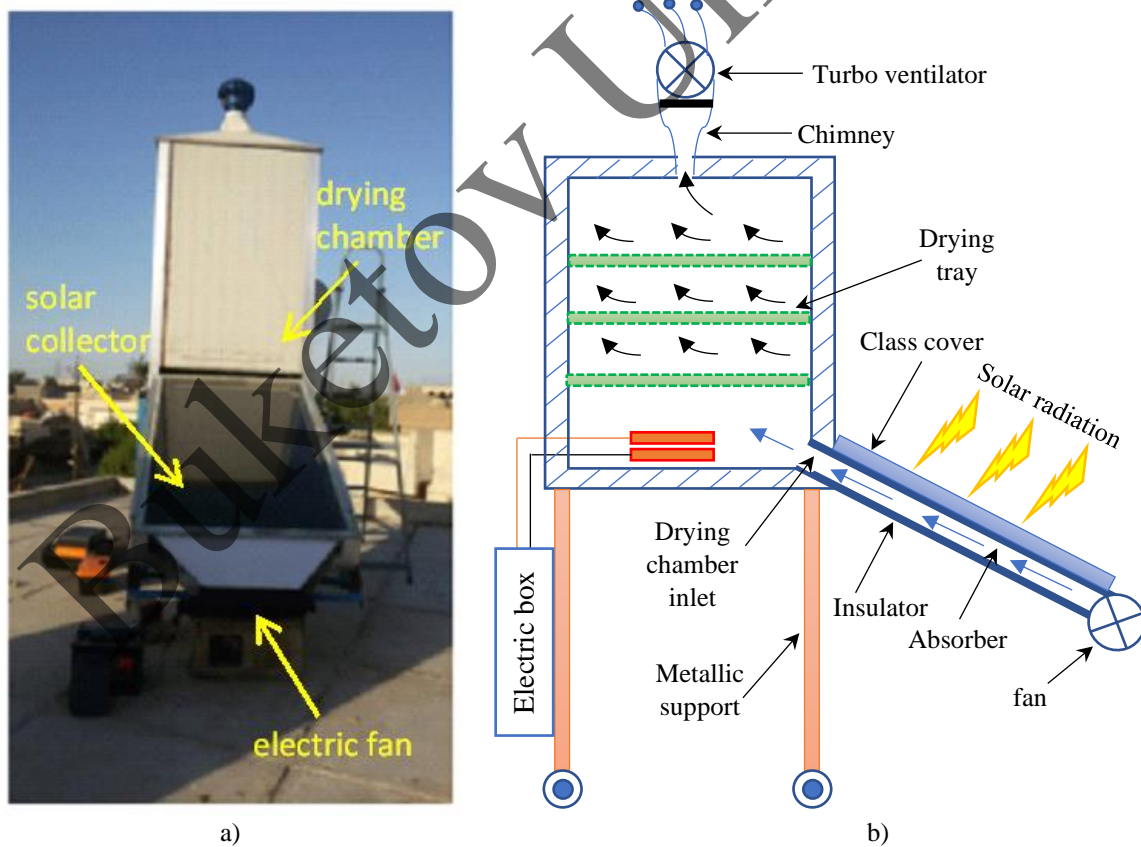 drying
chamber
solar
collector
electric fan
a)
Turbo ventilator
Chimney
Drying
tray
Class cover
Solar radiation
Drying
chamber
inlet
Insulator
Absorber
fan
Metallic
support
Electric box
b)
Buketov